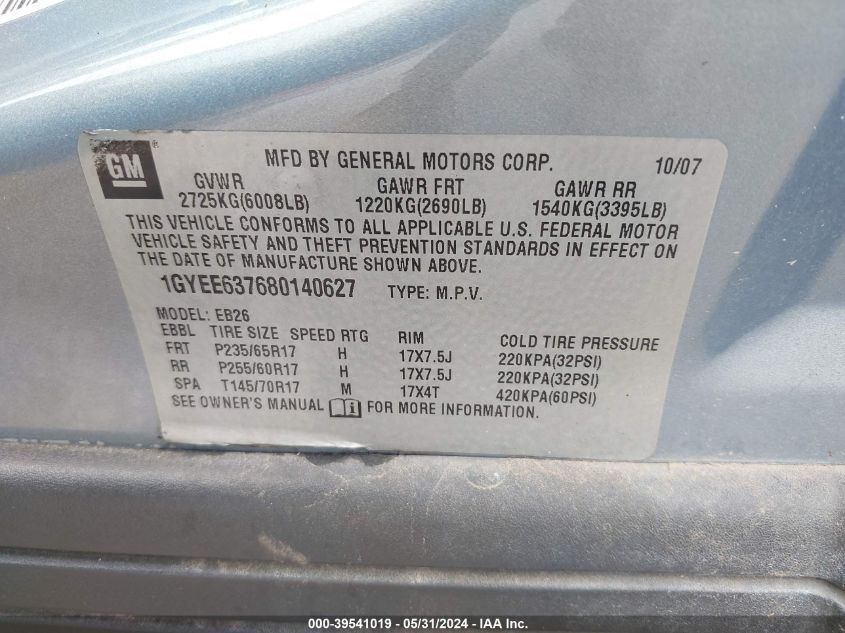 GM ®
MFD BY GENERAL MOTORS CORP. 10/07
GVWR GAWR FRT GAWR RR
2725KG(6008LB) 1220KG(2690LB) 1540KG(3395LB)
THIS VEHICLE CONFORMS TO ALL APPLICABLE U.S. FEDERAL MOTOR
VEHICLE SAFETY AND THEFT PREVENTION STANDARDS IN EFFECT ON
THE DATE OF MANUFACTURE SHOWN ABOVE.
1GYEE637680140627 TYPE: M.P.V.
MODEL: EB26
EBBL TIRE SIZE SPEED RTG RIM COLD TIRE PRESSURE
FRT P235/65R17 H 17X7.5J 220KPA(32PSI)
RR P255/60R17 H 17X7.5J 220KPA(32PSI)
SPA T145/70R17 M 17X4T 420KPA(60PSI)
SEE OWNER'S MANUAL i FOR MORE INFORMATION.
000-39541019 - 05/31/2024 - IAA Inc.